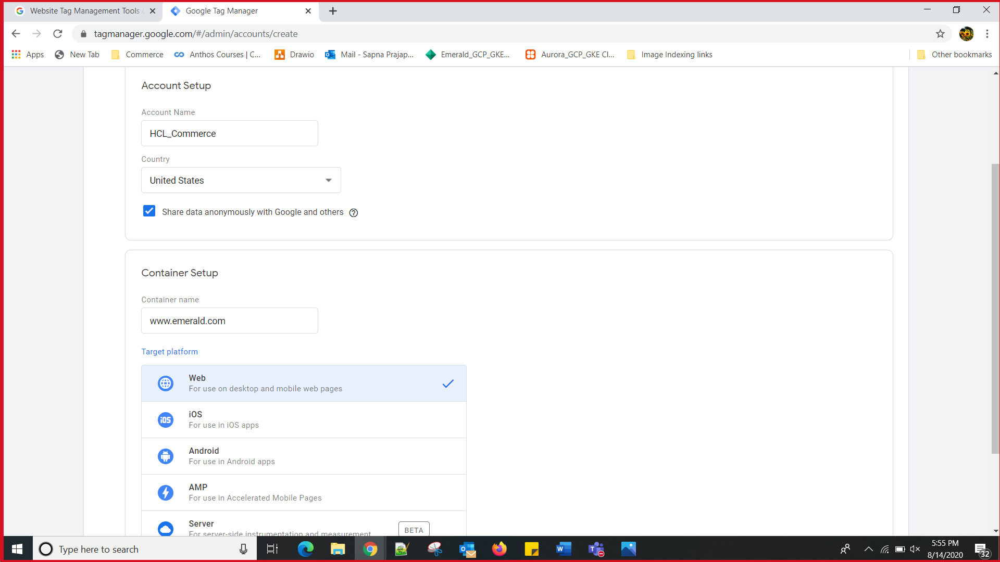 Website Tag Management Tools
Google Tag Manager
tagmanager.google.com/#/admin/accounts/create
Apps
New Tab
Commerce
Anthos Courses | C...
Drawio
Mail - Sapna Prajap...
Emerald_GCP_GKE...
Aurora_GCP_GKE Cl...
Image Indexing links
Other bookmarks
Account Setup
Account Name
HCL_Commerce
Country
United States
Share data anonymously with Google and others
Container Setup
Container name
www.emerald.com
Target platform
Web
For use on desktop and mobile web pages
iOS
iOS
For use in iOS apps
Android
For use in Android apps
AMP
For use in Accelerated Mobile Pages
Server
For server-side instrumentation and measurement
BETA
Type here to search
5:55 PM
8/14/2020
32